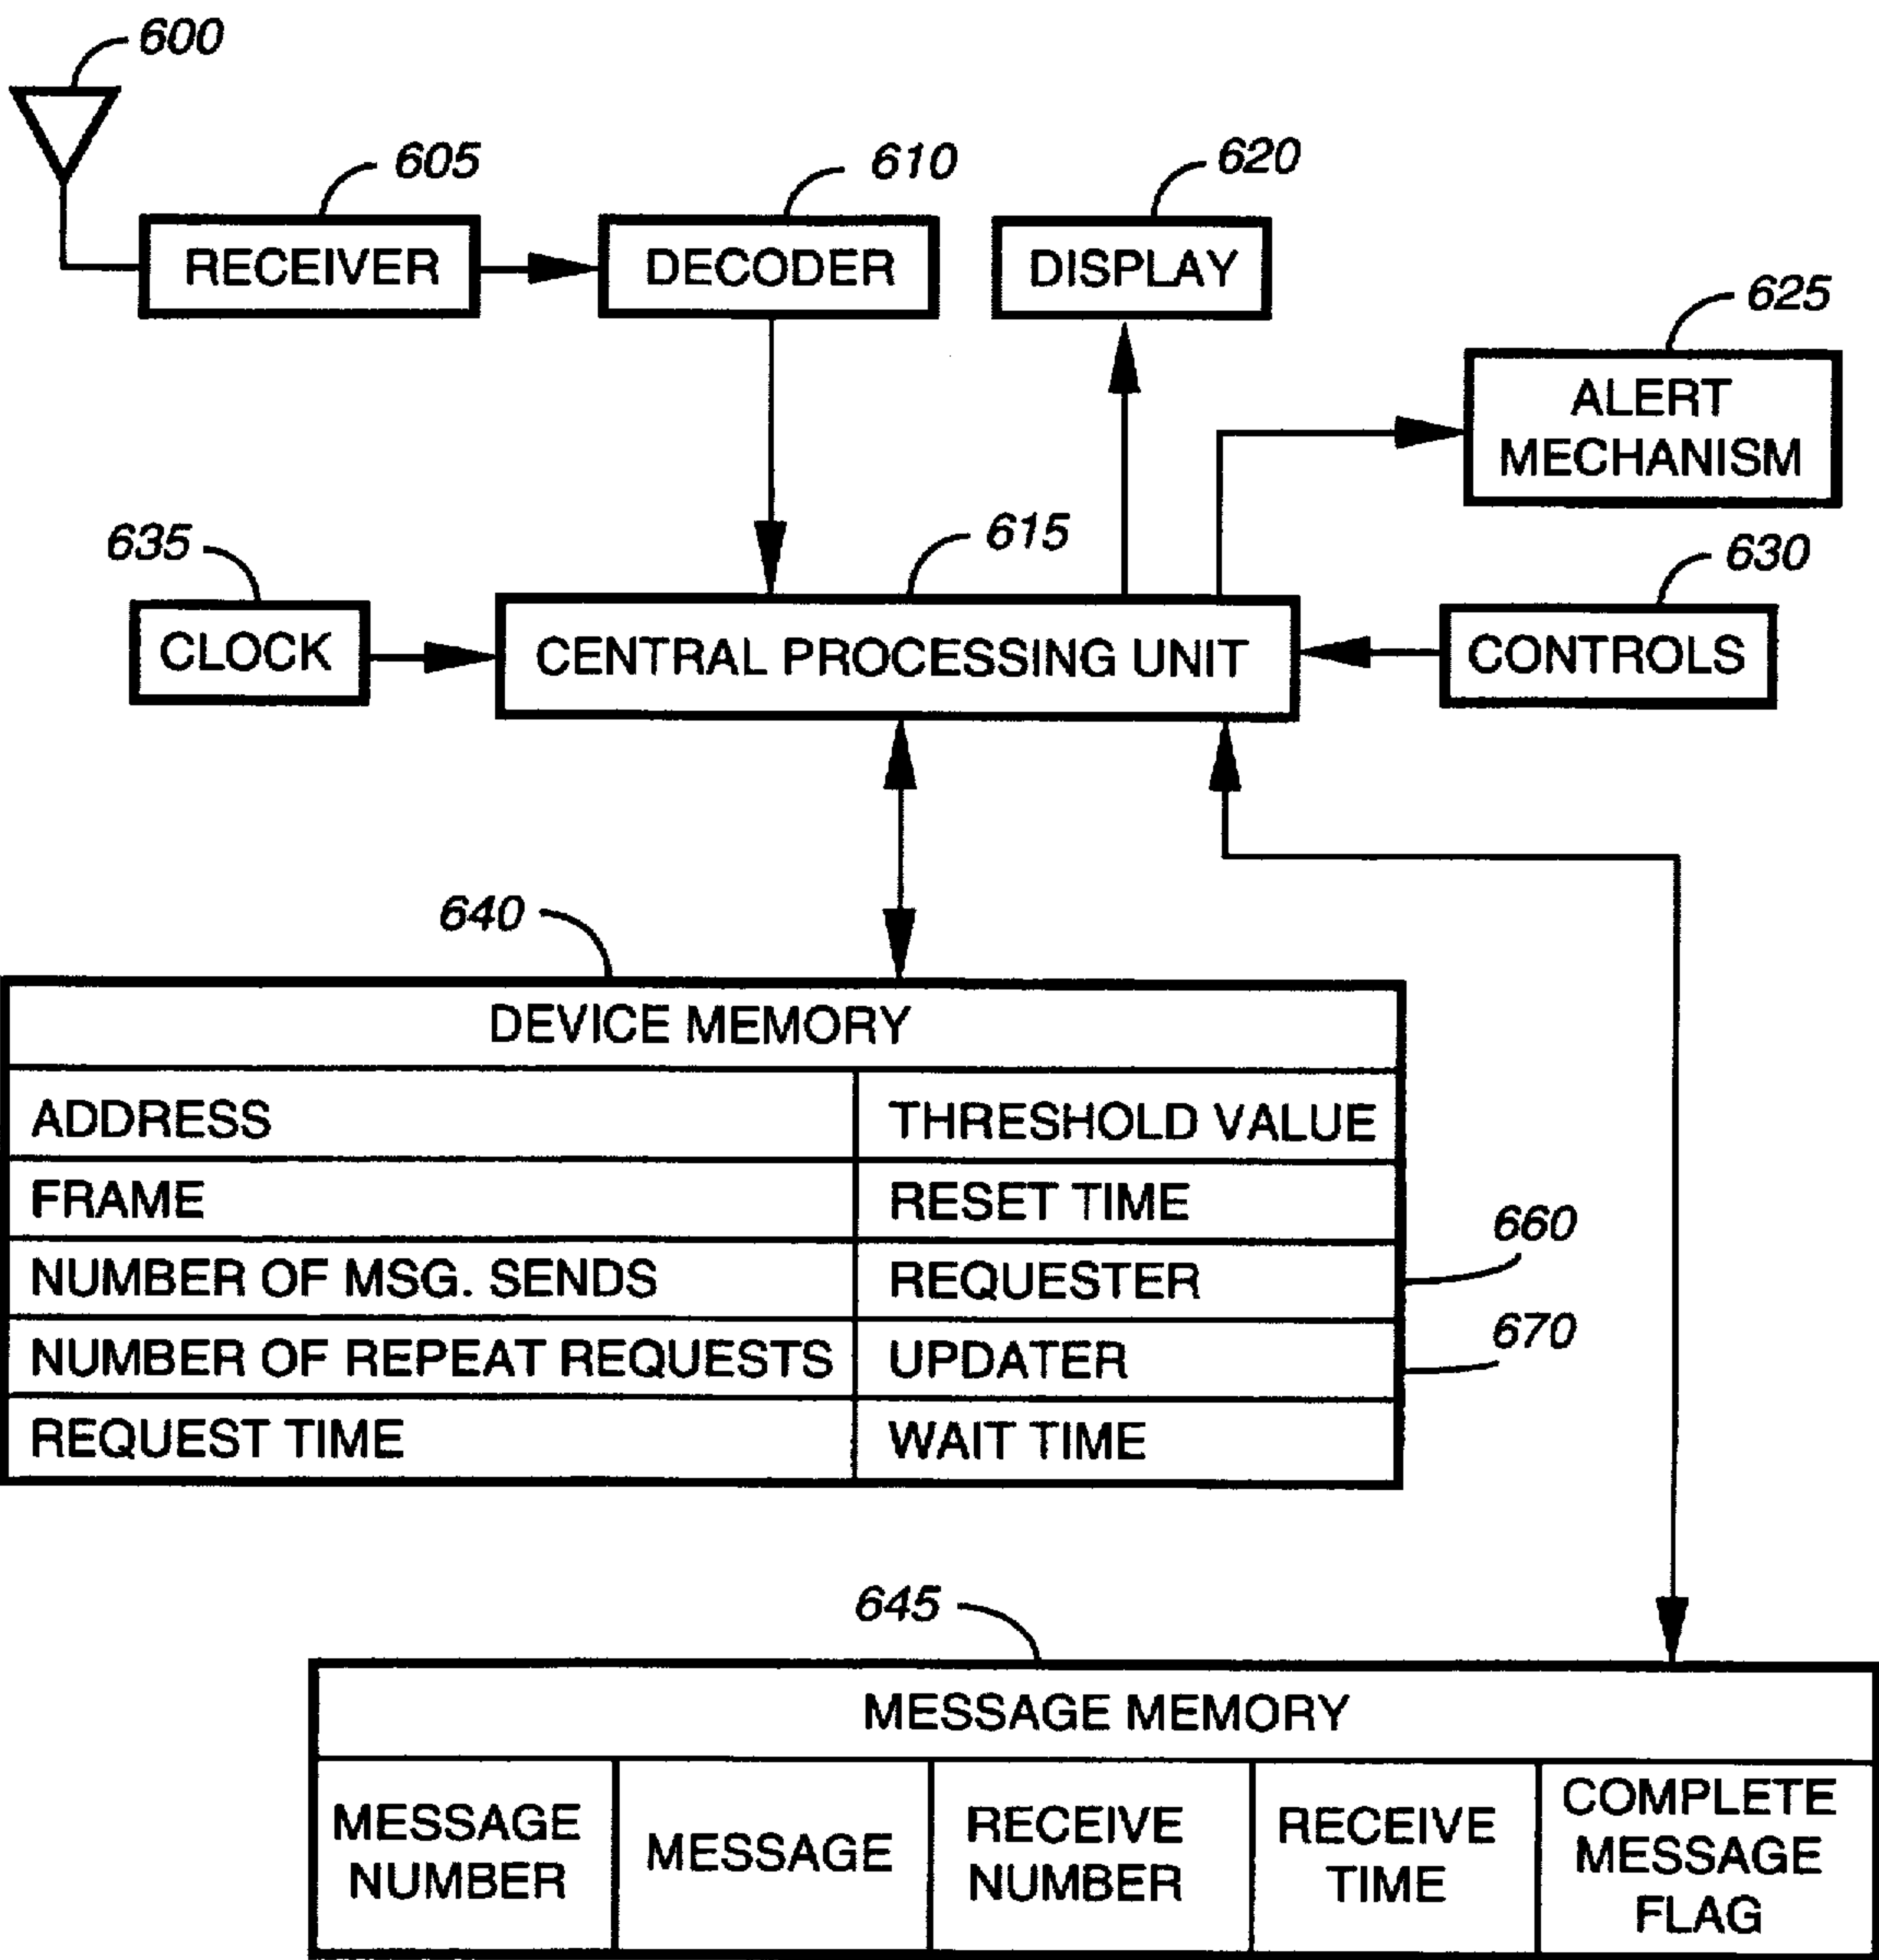 600
605
610
620
RECEIVER
DECODER
DISPLAY
625
ALERT
MECHANISM
635
615
630
CLOCK
CENTRAL PROCESSING UNIT
CONTROLS
640
DEVICE MEMORY
ADDRESS
THRESHOLD VALUE
FRAME
RESET TIME
660
NUMBER OF MSG. SENDS
REQUESTER
670
NUMBER OF REPEAT REQUESTS
UPDATER
REQUEST TIME
WAIT TIME
645
MESSAGE MEMORY
MESSAGE
NUMBER
MESSAGE
RECEIVE
NUMBER
RECEIVE
TIME
COMPLETE
MESSAGE
FLAG